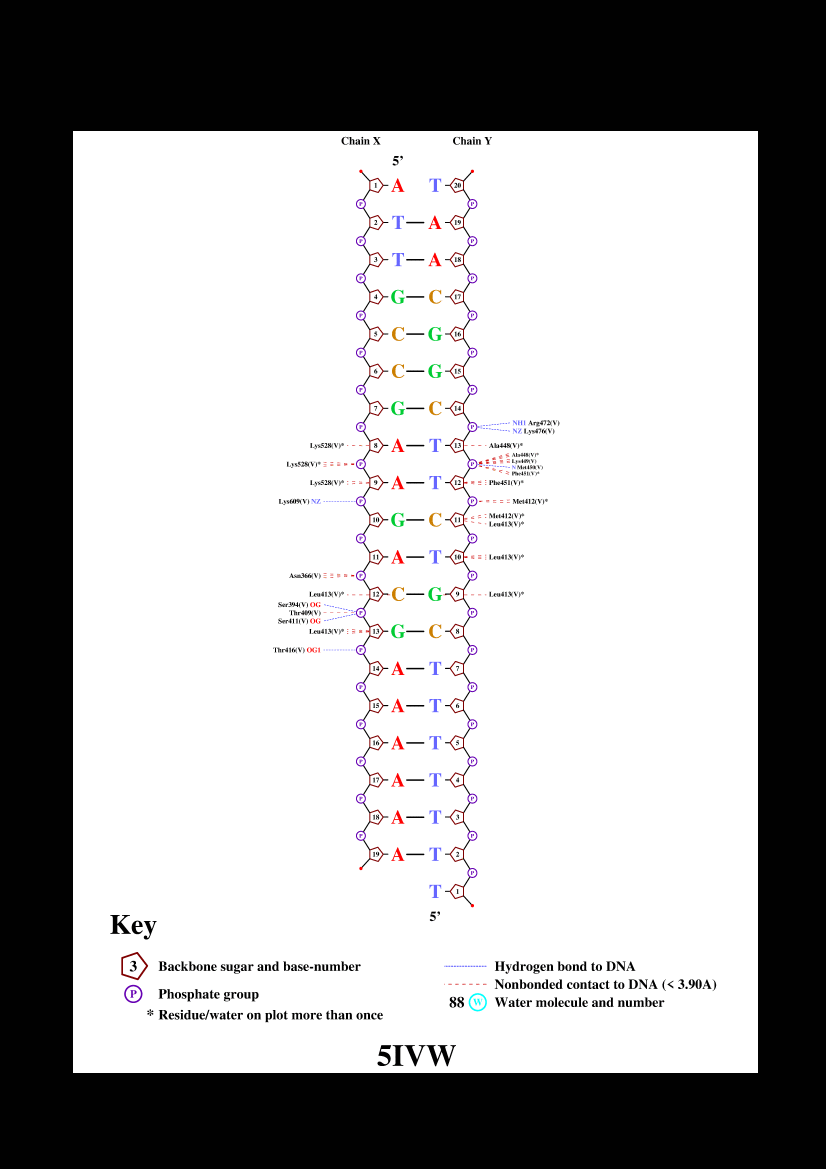 Chain X Chain Y
5’
1 A T 20
P P
2 T A 19
P P
3 T A 18
P P
4 G C 17
P P
5 C G 16
P P
6 C G 15
P P
7 G C 14
NH1 Arg472(V)
P P
NZ Lys476(V)
Lys528(V)* 8 A T 13 Ala448(V)*
Ala448(V)*
Lys449(V)
Lys528(V)* P P
N Met450(V)
Phe451(V)*
Lys528(V)* 9 A T 12 Phe451(V)*
Lys609(V) NZ P P Met412(V)*
Met412(V)*
10 G C 11
Leu413(V)*
P P
11 A T 10 Leu413(V)*
Asn366(V) P P
Leu413(V)* 12 C G 9 Leu413(V)*
Ser394(V) OG
Thr409(V) P P
Ser411(V) OG
Leu413(V)* 13 G C 8
Thr416(V) OG1 P P
14 A T 7
P P
15 A T 6
P P
16 A T 5
P P
17 A T 4
P P
18 A T 3
P P
19 A T 2
P
T 1
5’
Key
3 Backbone sugar and base-number
P Phosphate group
* Residue/water on plot more than once
Hydrogen bond to DNA
Nonbonded contact to DNA (< 3.90A)
88 W Water molecule and number
5IVW